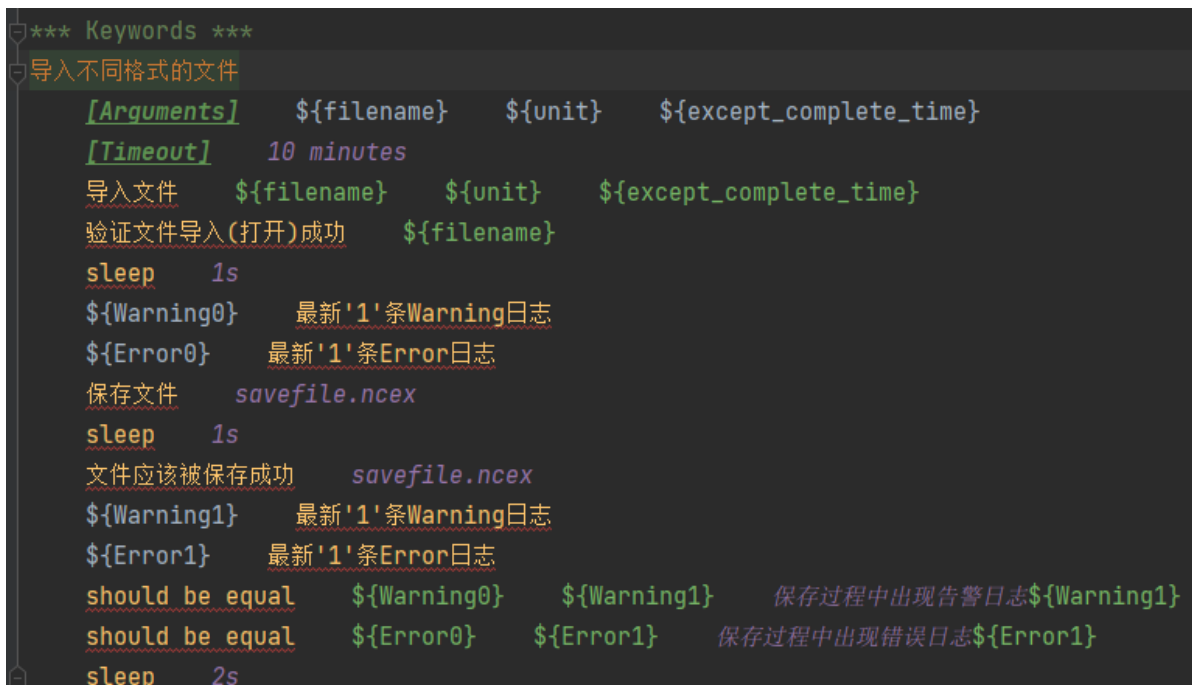 *** Keywords ***
导入不同格式的文件
[Arguments]    ${filename}    ${unit}    ${except_complete_time}
[Timeout]    10 minutes
导入文件    ${filename}    ${unit}    ${except_complete_time}
验证文件导入(打开)成功    ${filename}
sleep    1s
${Warning0}    最新'1'条Warning日志
${Error0}    最新'1'条Error日志
保存文件    savefile.ncex
sleep    1s
文件应该被保存成功    savefile.ncex
${Warning1}    最新'1'条Warning日志
${Error1}    最新'1'条Error日志
should be equal    ${Warning0}    ${Warning1}    保存过程中出现告警日志${Warning1}
should be equal    ${Error0}    ${Error1}    保存过程中出现错误日志${Error1}
sleep    2s